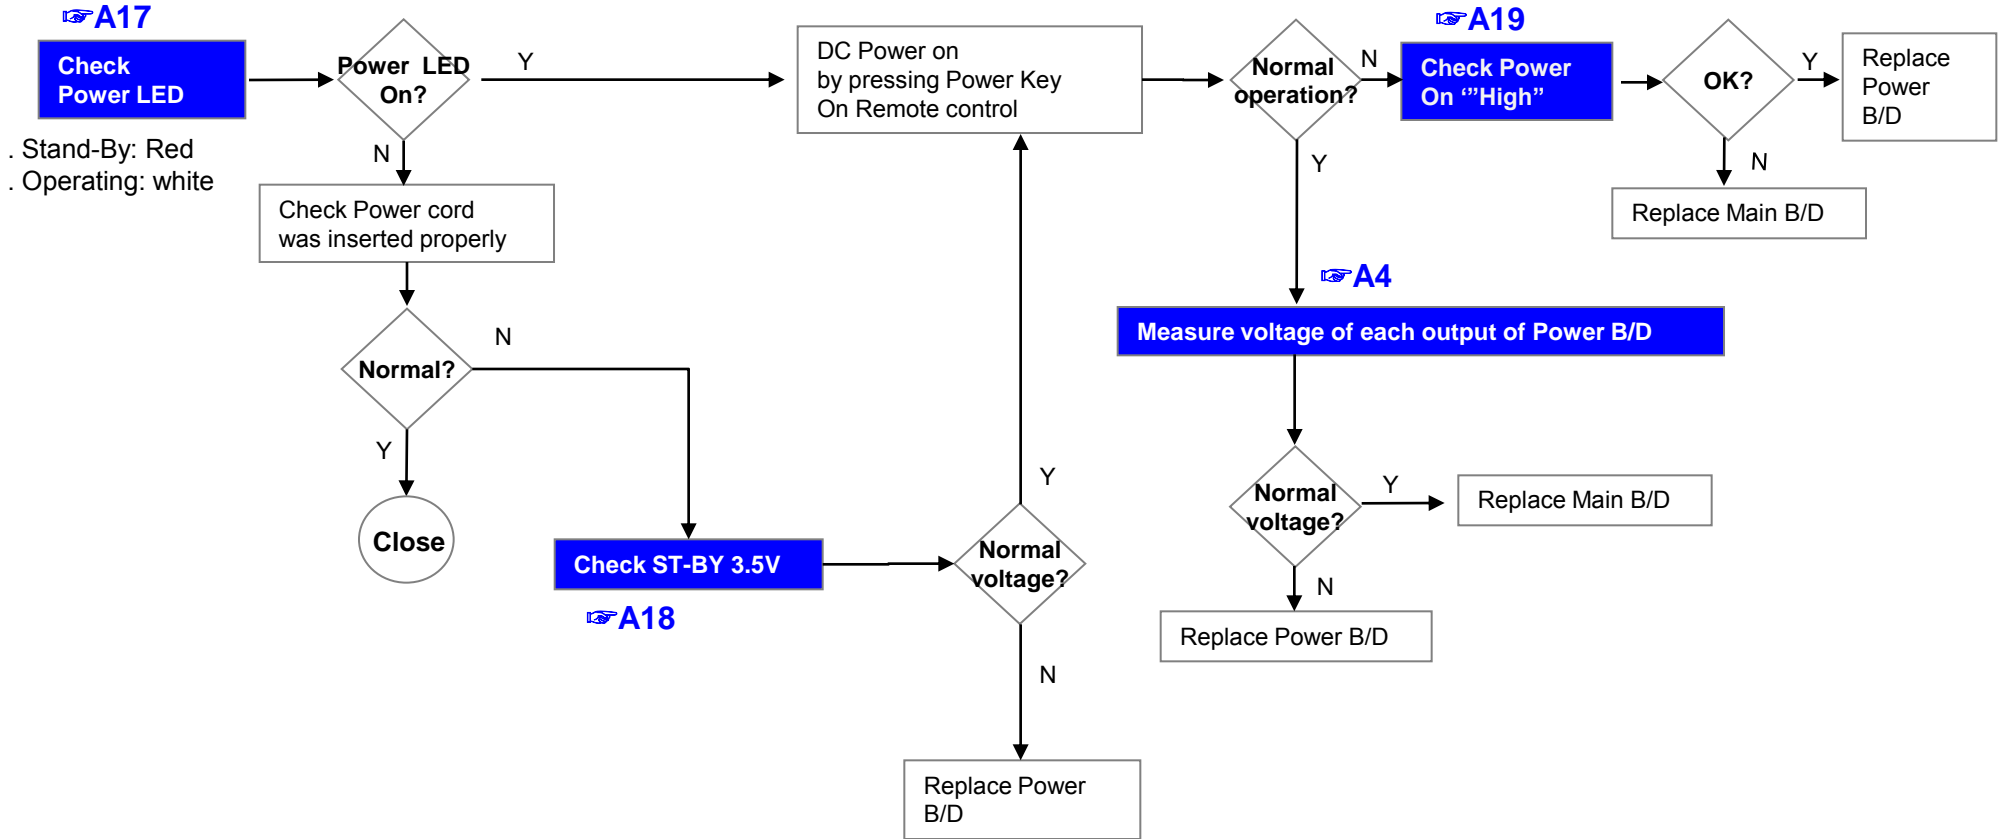 ☞A17
Check
Power LED
. Stand-By: Red
. Operating: white
Power LED
On?
Y
N
DC Power on
by pressing Power Key
On Remote control
Normal
operation?
N
Y
☞A19
Check Power
On ‘”High”
OK?
Y
N
Replace
Power
B/D
Replace Main B/D
Check Power cord
was inserted properly
Normal?
N
Y
Close
Check ST-BY 3.5V
☞A18
Normal
voltage?
Y
N
Replace Power
B/D
☞A4
Measure voltage of each output of Power B/D
Normal
voltage?
Y
N
Replace Main B/D
Replace Power B/D